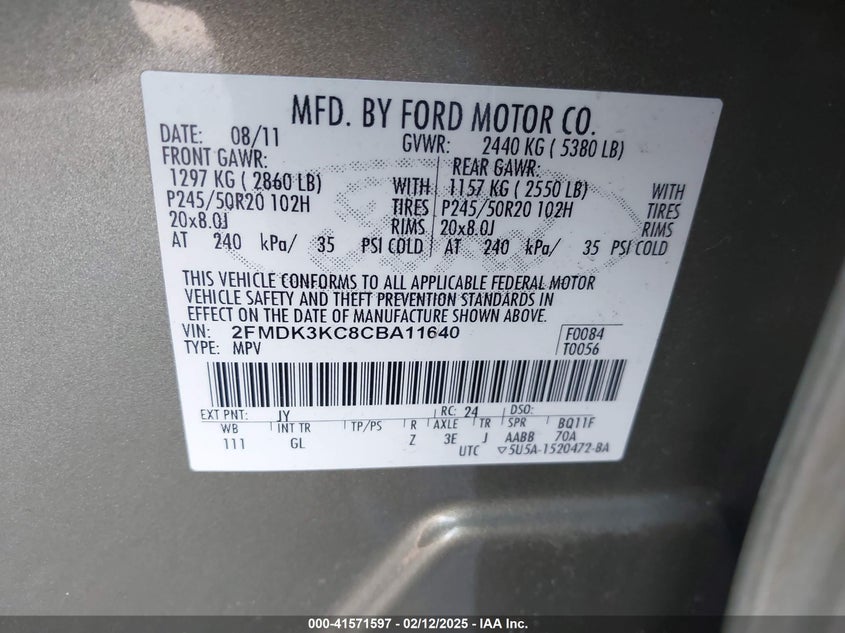 MFD. BY FORD MOTOR CO.
DATE: 08/11 GVWR: 2440 KG ( 5380 LB)
FRONT GAWR: REAR GAWR:
1297 KG ( 2860 LB) WITH 1157 KG ( 2550 LB) WITH
P245/50R20 102H TIRES P245/50R20 102H TIRES
20x8.0J RIMS 20x8.0J RIMS
AT 240 kPa/ 35 PSI COLD AT 240 kPa/ 35 PSI COLD
THIS VEHICLE CONFORMS TO ALL APPLICABLE FEDERAL MOTOR
VEHICLE SAFETY AND THEFT PREVENTION STANDARDS IN
EFFECT ON THE DATE OF MANUFACTURE SHOWN ABOVE.
VIN: 2FMDK3KC8CBA11640 F0084
TYPE: MPV T0056
EXT PNT: JY RC: 24 DSO:
WB INT TR TP/PS R AXLE TR SPR BQ11F
111 GL Z 3E J AABB 70A
UTC ▽5U5A-1520472-BA
000-41571597 - 02/12/2025 - IAA Inc.